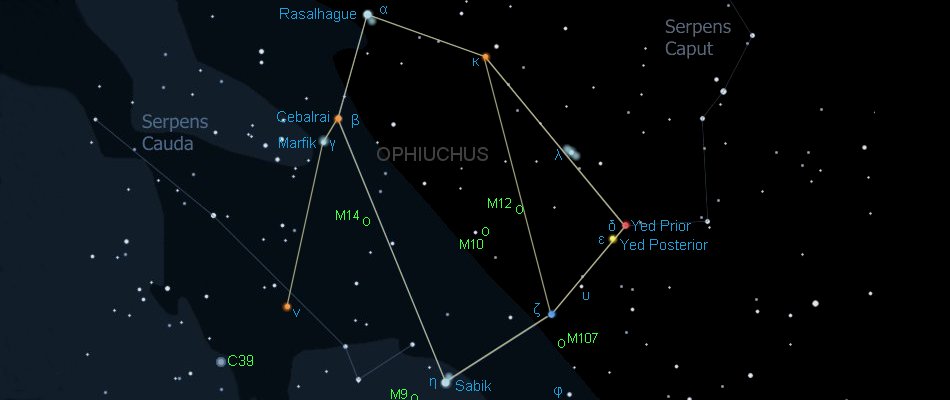 Rasalhague α
Serpens
Caput
κ
Cebalrai β
Serpens
Cauda
Marfik γ
OPHIUCHUS
λ
M12
M14
M10
δ Yed Prior
ε Yed Posterior
υ
ν
ζ
M107
C39
η Sabik
M9
φ